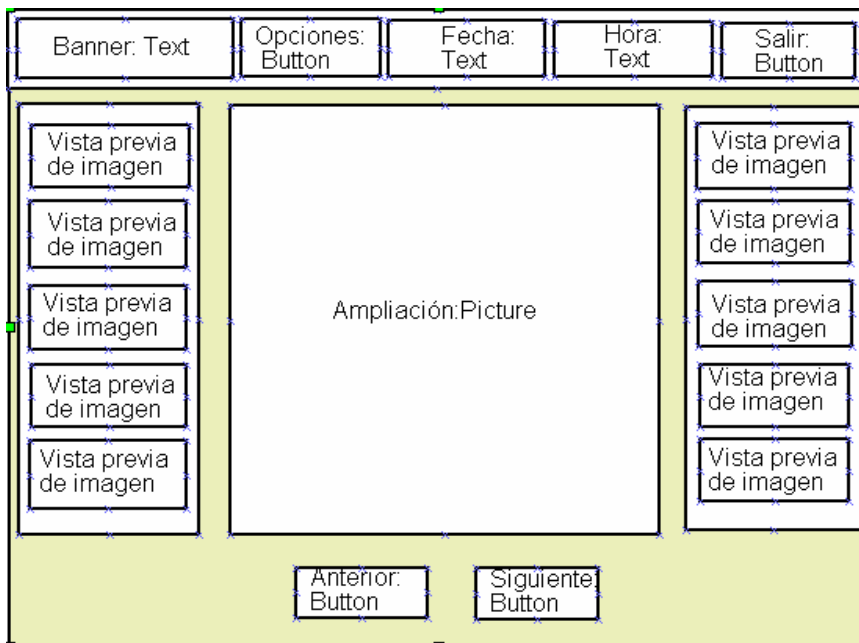 Banner: Text
Opciones:
Button
Fecha:
Text
Hora:
Text
Salir:
Button
Vista previa
de imagen
Vista previa
de imagen
Vista previa
de imagen
Vista previa
de imagen
Vista previa
de imagen
Ampliación:Picture
Vista previa
de imagen
Vista previa
de imagen
Vista previa
de imagen
Vista previa
de imagen
Vista previa
de imagen
Anterior:
Button
Siguiente:
Button